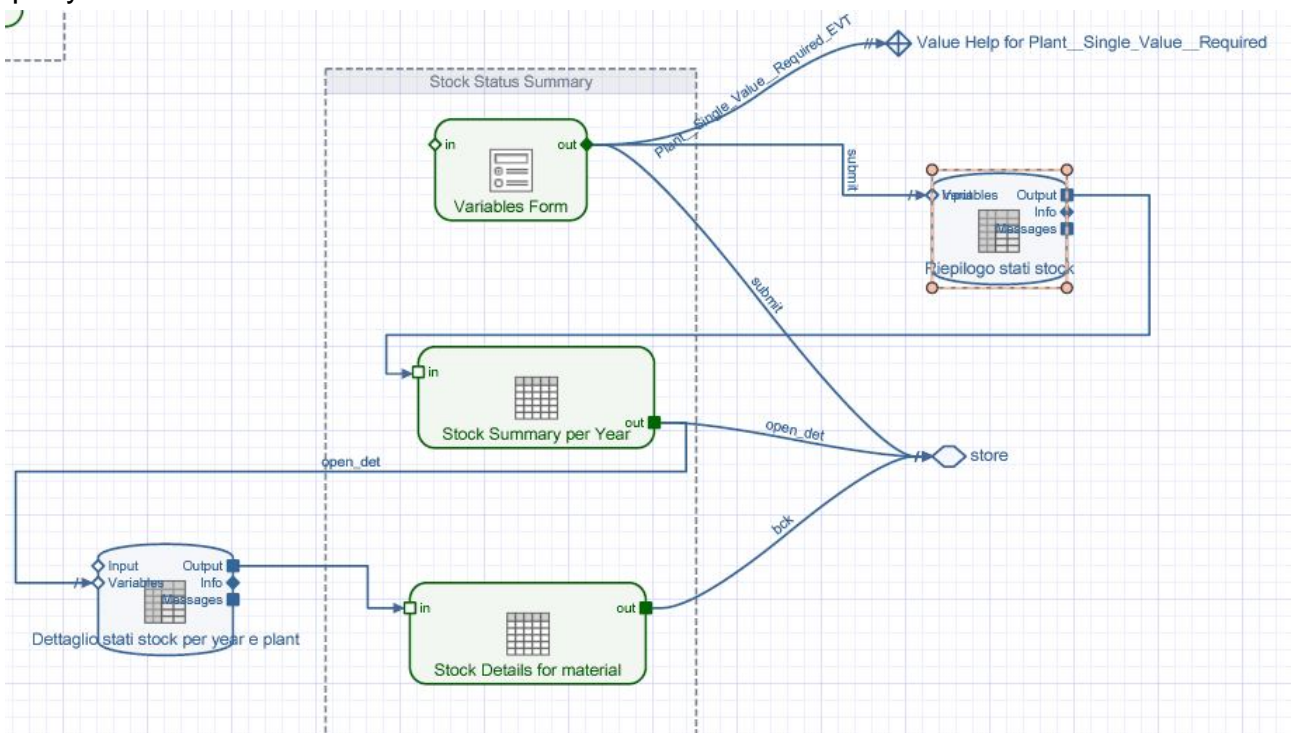 Value Help for Plant__Single_Value__Required
Plant__Single_Value__Required_EVT
Stock Status Summary
in
out
Variables Form
submit
Variables
Output
Info
Messages
Riepilogo stati stock
submit
in
out
Stock Summary per Year
open_det
store
open_det
bck
Input
Output
Variables
Info
Messages
Dettaglio stati stock per year e plant
in
out
Stock Details for material